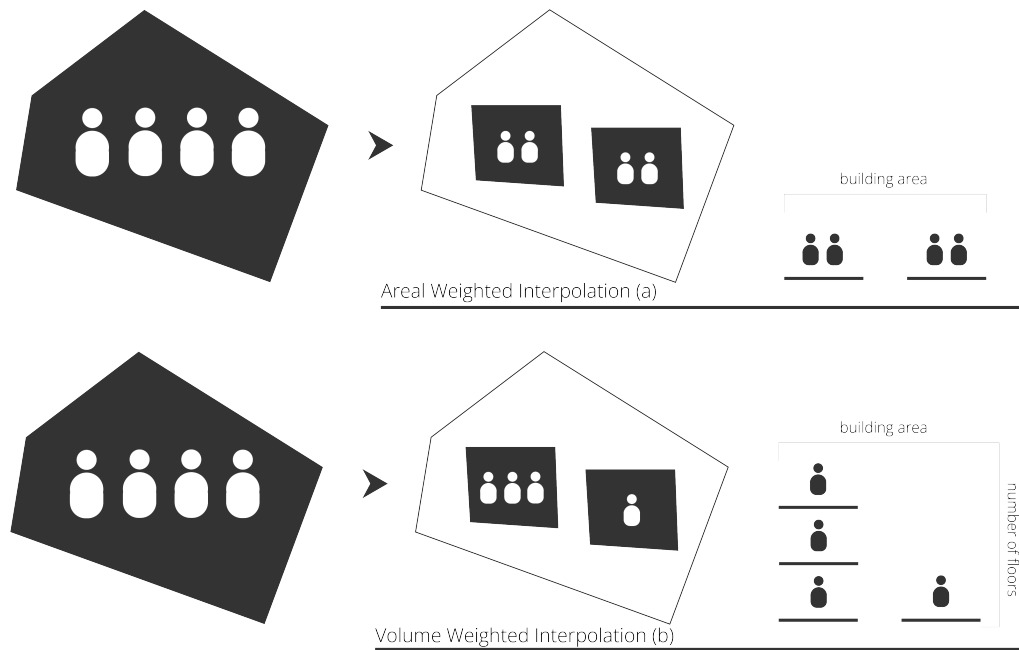 building area
Areal Weighted Interpolation (a)
building area
number of floors
Volume Weighted Interpolation (b)